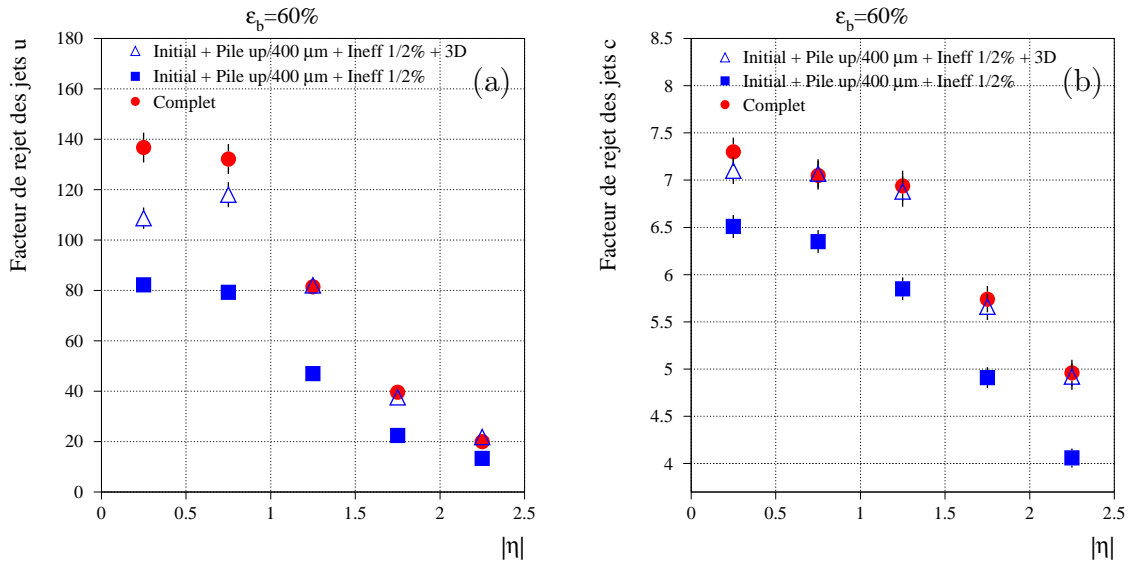 ε_b=60%
Facteur de rejet des jets u
180
160
140
120
100
80
60
40
20
0
Initial + Pile up/400 µm + Ineff 1/2% + 3D
Initial + Pile up/400 µm + Ineff 1/2%
Complet
(a)
0 0.5 1 1.5 2 2.5
|η|
ε_b=60%
Facteur de rejet des jets c
8.5
8
7.5
7
6.5
6
5.5
5
4.5
4
Initial + Pile up/400 µm + Ineff 1/2% + 3D
Initial + Pile up/400 µm + Ineff 1/2%
Complet
(b)
0 0.5 1 1.5 2 2.5
|η|